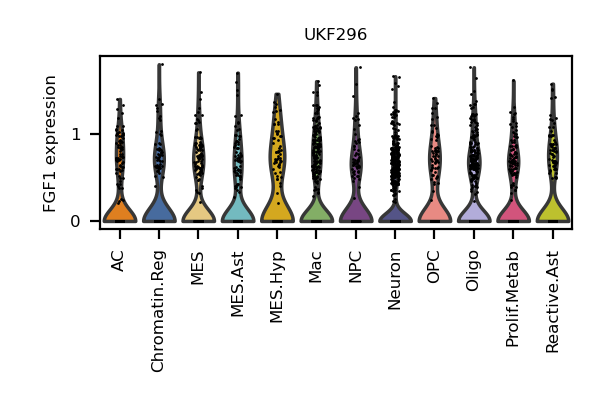 UKF296
FGF1 expression
1
0
AC
Chromatin.Reg
MES
MES.Ast
MES.Hyp
Mac
NPC
Neuron
OPC
Oligo
Prolif.Metab
Reactive.Ast